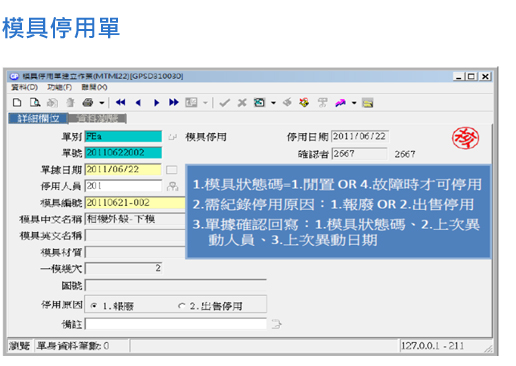 模具停用單
模具停用單建立作業(MTMI22)[GPSD310030]
資料(D) 功能(F) 離開(X)
詳細欄位 資料瀏覽
單別 PEa 模具停用 停用日期 2011/06/22
單號 20110622002 確認者 2667 2667
單據日期 2011/06/22
停用人員 201
模具編號 20110621-002
模具中文名稱 相機外殼-下模
模具英文名稱
模具材質
一模幾穴 2
圖號
停用原因 1.報廢 2.出售停用
備註
1.模具狀態碼=1.閒置 OR 4.故障時才可停用
2.需紀錄停用原因：1.報廢 OR 2.出售停用
3.單據確認回寫：1.模具狀態碼、2.上次異
動人員、3.上次異動日期
瀏覽 單身資料筆數: 0 127.0.0.1 - 211